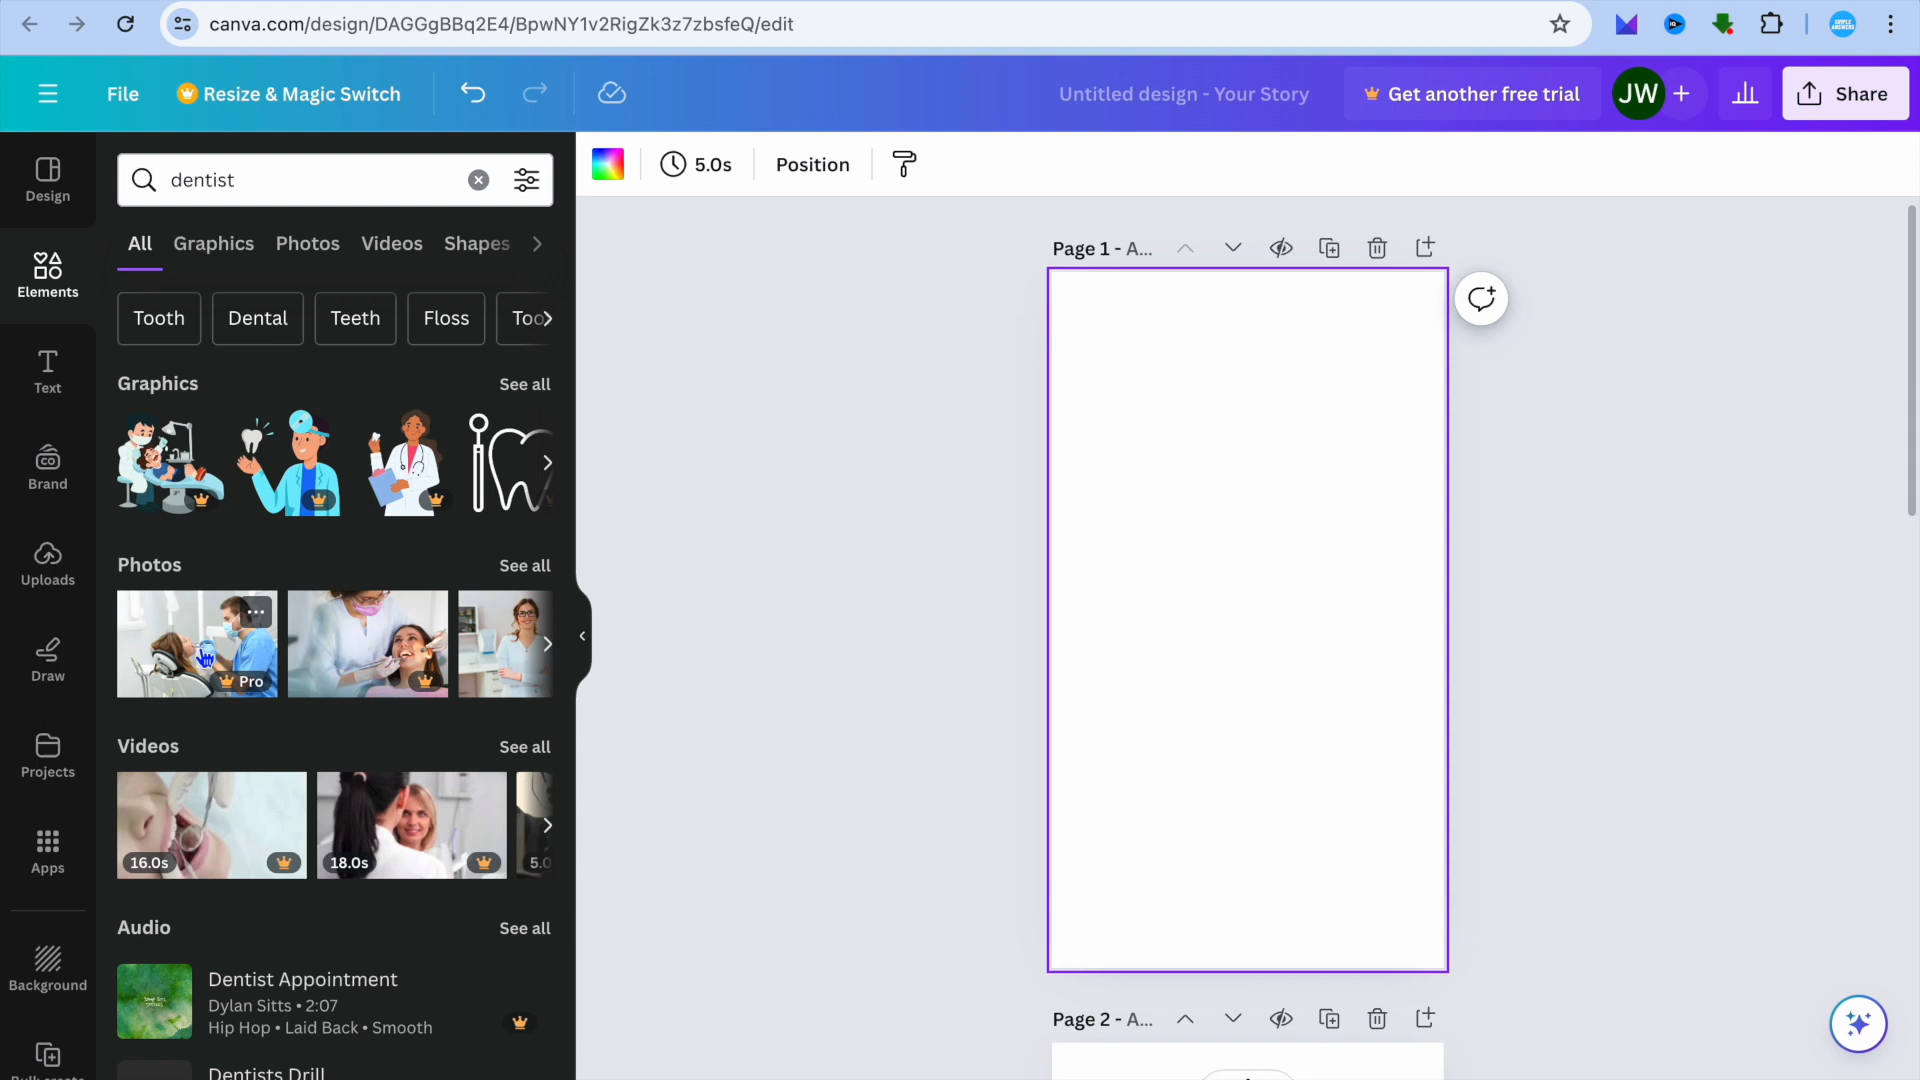 canva.com/design/DAGGgBBq2E4/BpwNY1v2RigZk3z7zbsfeQ/edit
File
Resize & Magic Switch
Untitled design - Your Story
Get another free trial
JW
Share
Design
Elements
Text
Brand
Uploads
Draw
Projects
Apps
Background
dentist
All Graphics Photos Videos Shapes
Tooth Dental Teeth Floss
Graphics See all
Photos See all
Pro
Videos See all
16.0s 18.0s 5.0
Audio See all
Dentist Appointment
Dylan Sitts • 2:07
Hip Hop • Laid Back • Smooth
Dentists Drill
5.0s
Position
Page 1 - A...
Page 2 - A...